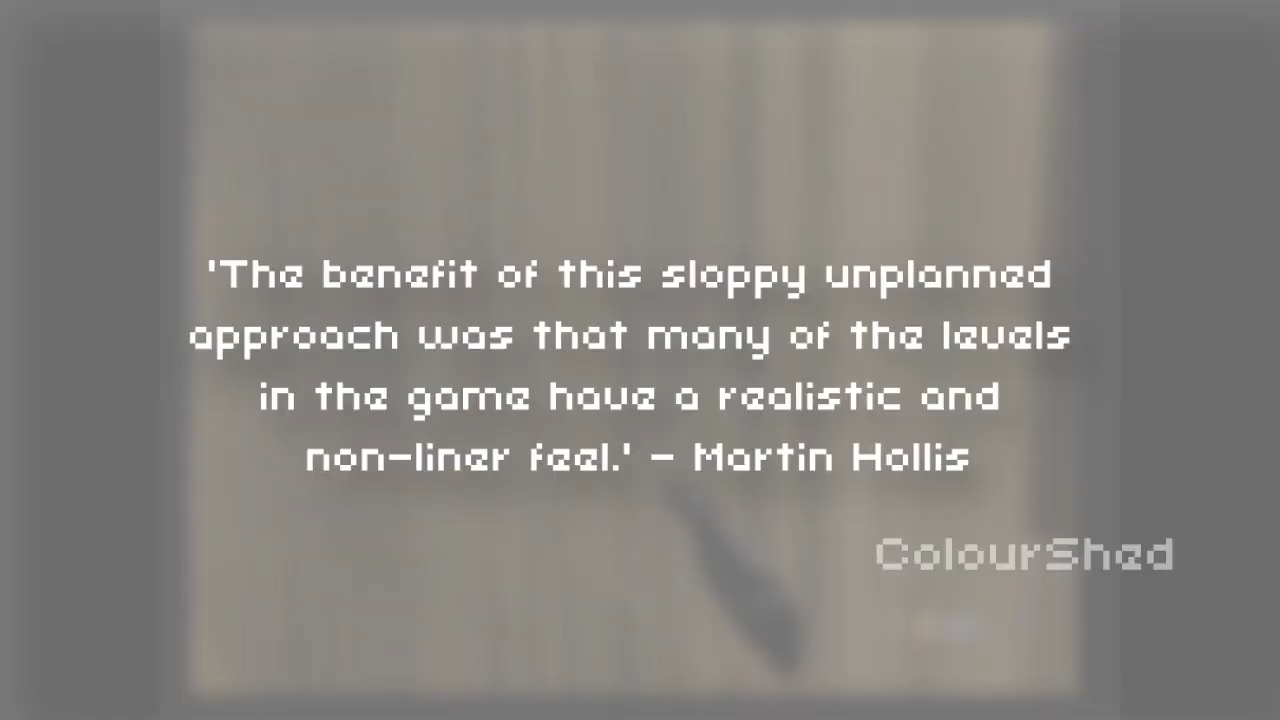 'The benefit of this sloppy unplanned
approach was that many of the levels
in the game have a realistic and
non-liner feel.' - Martin Hollis
ColourShed